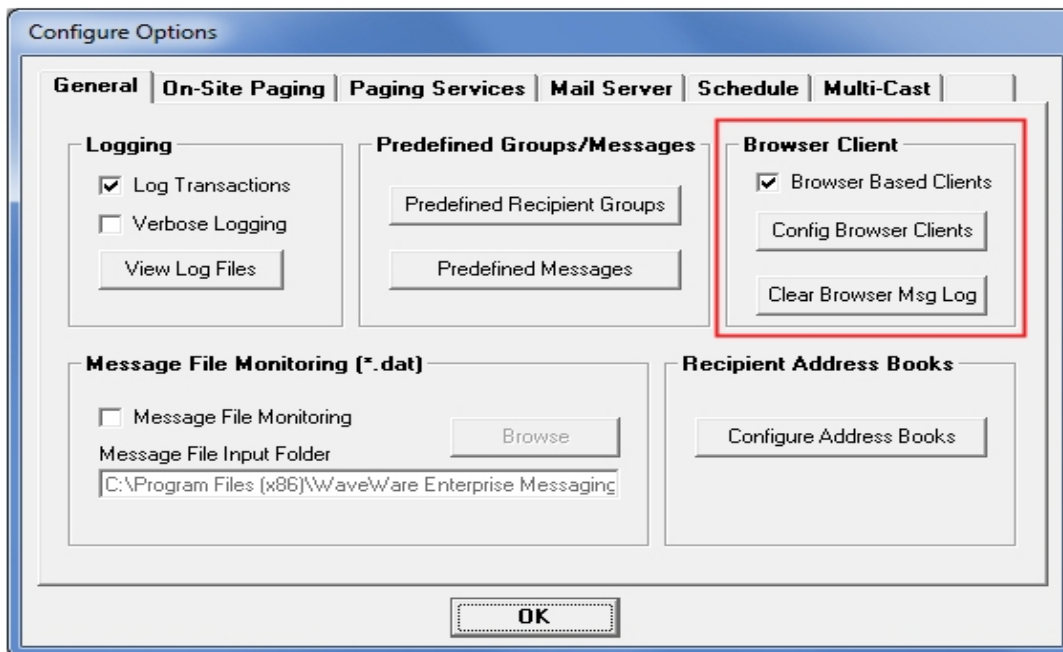 Configure Options
General
On-Site Paging
Paging Services
Mail Server
Schedule
Multi-Cast
Logging
Log Transactions
Verbose Logging
View Log Files
Predefined Groups/Messages
Predefined Recipient Groups
Predefined Messages
Browser Client
Browser Based Clients
Config Browser Clients
Clear Browser Msg Log
Message File Monitoring (*.dat)
Message File Monitoring
Browse
Message File Input Folder
C:\Program Files (x86)\WaveWare Enterprise Messaging
Recipient Address Books
Configure Address Books
OK